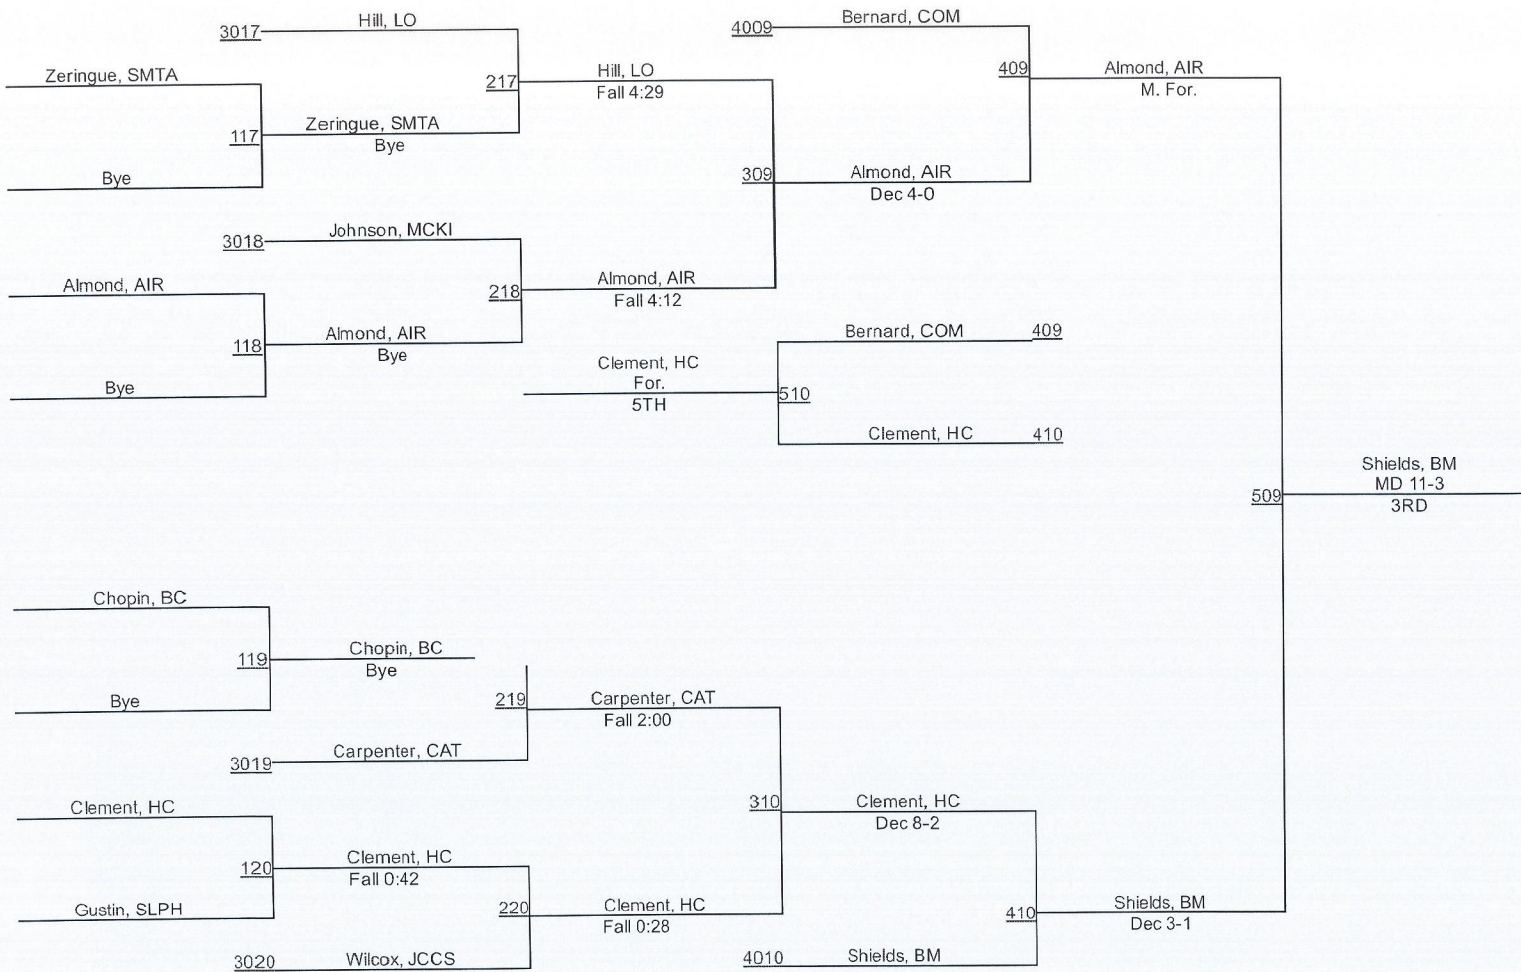 Hill, LO
3017
Bernard, COM
4009
Zeringue, SMTA
217
Hill, LO
Fall 4:29
409
Almond, AIR
M. For.
117
Zeringue, SMTA
Bye
Bye
309
Almond, AIR
Dec 4-0
3018
Johnson, MCKI
Almond, AIR
218
Almond, AIR
Fall 4:12
118
Almond, AIR
Bye
Bye
Bernard, COM
409
Clement, HC
For.
5TH
510
Clement, HC
410
Shields, BM
MD 11-3
3RD
509
Chopin, BC
119
Chopin, BC
Bye
Bye
219
Carpenter, CAT
Fall 2:00
3019
Carpenter, CAT
Clement, HC
310
Clement, HC
Dec 8-2
120
Clement, HC
Fall 0:42
Gustin, SLPH
220
Clement, HC
Fall 0:28
410
Shields, BM
Dec 3-1
3020
Wilcox, JCCS
4010
Shields, BM